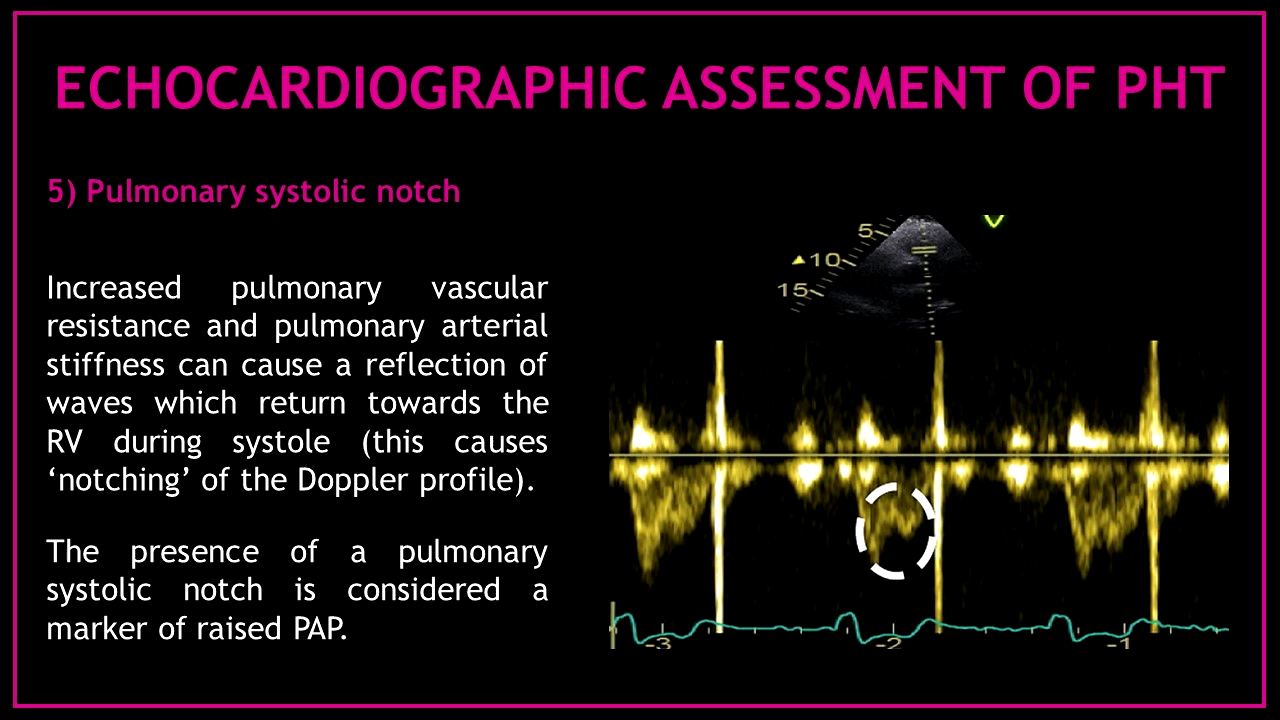 ECHOCARDIOGRAPHIC ASSESSMENT OF PHT
5) Pulmonary systolic notch
Increased pulmonary vascular
resistance and pulmonary arterial
stiffness can cause a reflection of
waves which return towards the
RV during systole (this causes
‘notching’ of the Doppler profile).
The presence of a pulmonary
systolic notch is considered a
marker of raised PAP.
5
10
15
-3 -2 -1